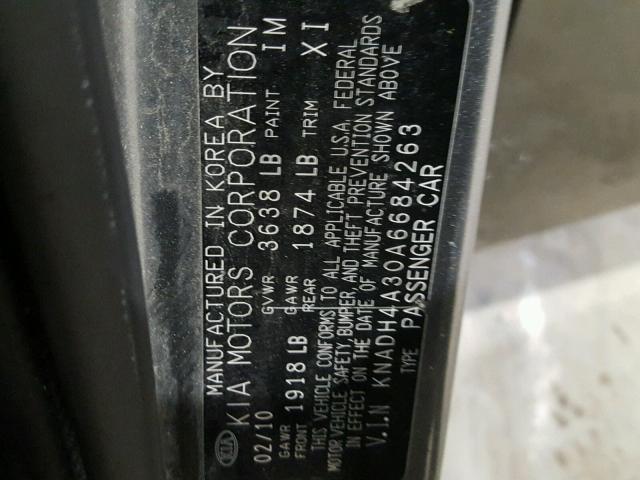 MANUFACTURED IN KOREA BY
KIA KIA MOTORS CORPORATION
02/10 GVWR 3638 LB PAINT IM
GAWR FRONT 1918 LB GAWR REAR 1874 LB TRIM XI
THIS VEHICLE CONFORMS TO ALL APPLICABLE U.S.A. FEDERAL
MOTOR VEHICLE SAFETY, BUMPER, AND THEFT PREVENTION STANDARDS
IN EFFECT ON THE DATE OF MANUFACTURE SHOWN ABOVE
V.I.N KNADH4A30A6684263
TYPE PASSENGER CAR